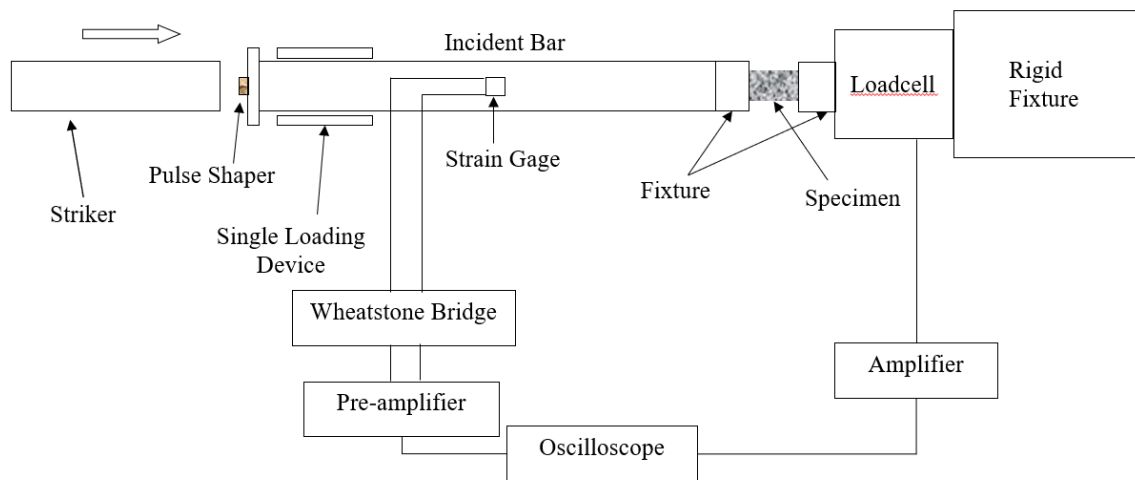 Incident Bar
Loadcell
Rigid
Fixture
Strain Gage
Pulse Shaper
Fixture
Specimen
Striker
Single Loading
Device
Wheatstone Bridge
Amplifier
Pre-amplifier
Oscilloscope